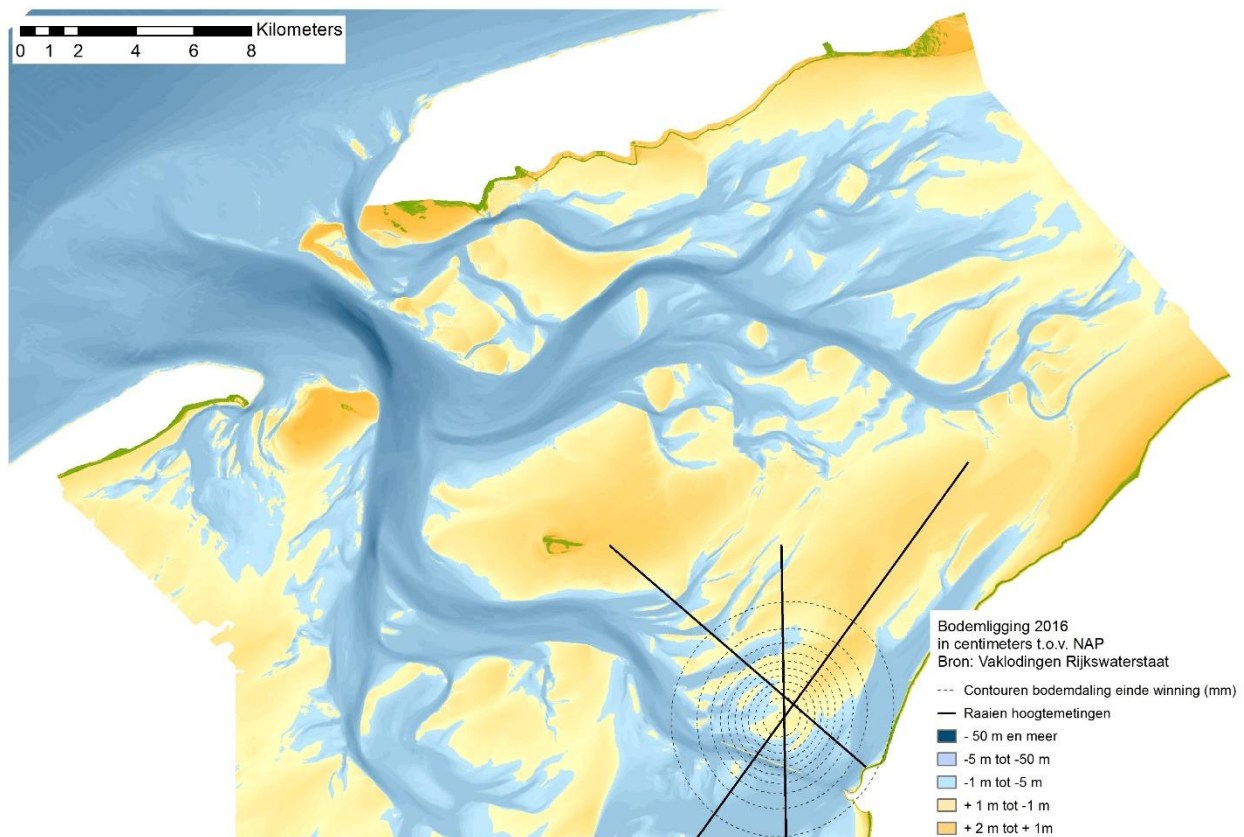 Kilometers
0 1 2 4 6 8
Bodemligging 2016
in centimeters t.o.v. NAP
Bron: Vaklodingen Rijkswaterstaat
Contouren bodemdaling einde winning (mm)
Raaien hoogtemetingen
- 50 m en meer
-5 m tot -50 m
-1 m tot -5 m
+ 1 m tot -1 m
+ 2 m tot + 1m